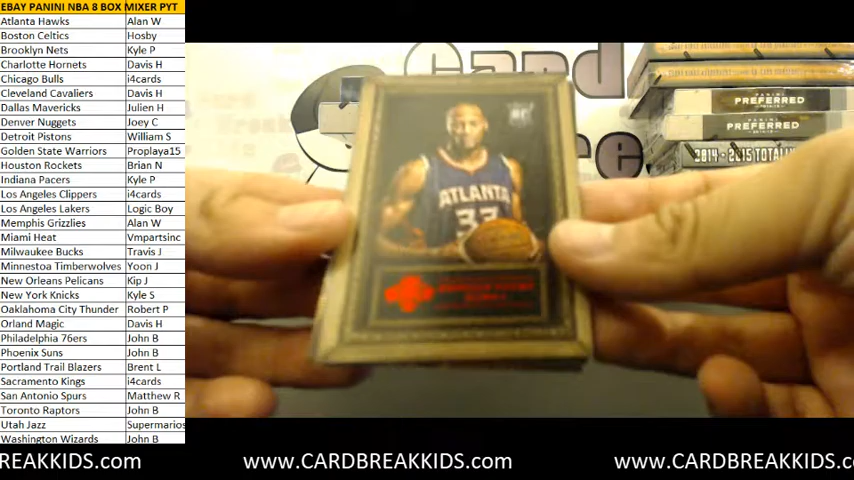 EBAY PANINI NBA 8 BOX MIXER PYT
Atlanta Hawks Alan W
Boston Celtics Hosby
Brooklyn Nets Kyle P
Charlotte Hornets Davis H
Chicago Bulls i4cards
Cleveland Cavaliers Davis H
Dallas Mavericks Julien H
Denver Nuggets Joey C
Detroit Pistons William S
Golden State Warriors Proplaya15
Houston Rockets Brian N
Indiana Pacers Kyle P
Los Angeles Clippers i4cards
Los Angeles Lakers Logic Boy
Memphis Grizzlies Alan W
Miami Heat Vmpartsinc
Milwaukee Bucks Travis J
Minnestoa Timberwolves Yoon J
New Orleans Pelicans Kip J
New York Knicks Kyle S
Oaklahoma City Thunder Robert P
Orland Magic Davis H
Philadelphia 76ers John B
Phoenix Suns John B
Portland Trail Blazers Brent L
Sacramento Kings i4cards
San Antonio Spurs Matthew R
Toronto Raptors John B
Utah Jazz Supermarios
Washington Wizards John B
Card
PANINI
PREFERRED
PANINI
PREFERRED
2014-2015 TOTALL
RC
ATLANTA
REAKKIDS.com www.CARDBREAKKIDS.com www.CARDBREAKKIDS.c